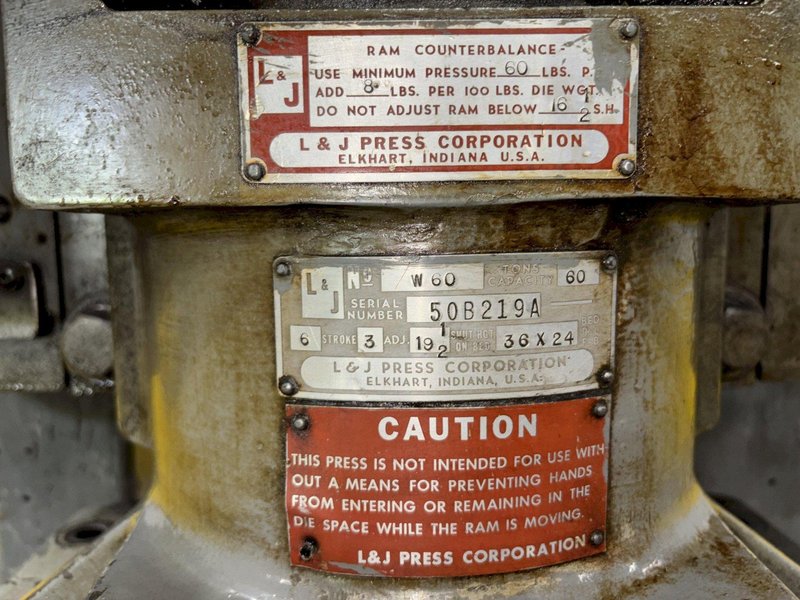 L & J
RAM COUNTERBALANCE
USE MINIMUM PRESSURE 60 LBS. P.
ADD 8 LBS. PER 100 LBS. DIE WGT.
DO NOT ADJUST RAM BELOW 16 1/2 S.H.
L & J PRESS CORPORATION
ELKHART, INDIANA U.S.A.
L & J
No W 60 TONS CAPACITY 60
SERIAL NUMBER 50B219A
6 STROKE 3 ADJ. 19 1/2 SHUT HGT. ON BED 36 X 24 BED
L & J PRESS CORPORATION
ELKHART, INDIANA, U.S.A.
CAUTION
THIS PRESS IS NOT INTENDED FOR USE WITH
OUT A MEANS FOR PREVENTING HANDS
FROM ENTERING OR REMAINING IN THE
DIE SPACE WHILE THE RAM IS MOVING.
L&J PRESS CORPORATION